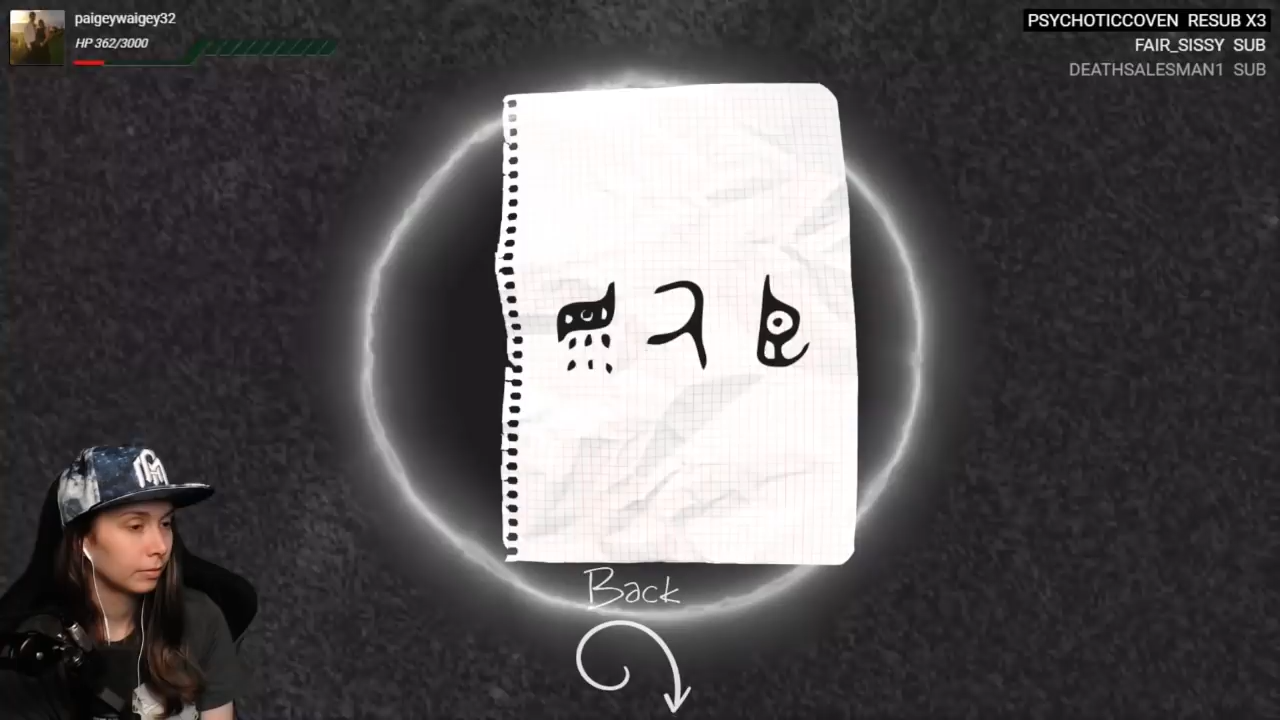 paigeywaigey32
HP 362/3000
PSYCHOTICCOVEN RESUB X3
FAIR_SISSY SUB
DEATHSALESMAN1 SUB
Back